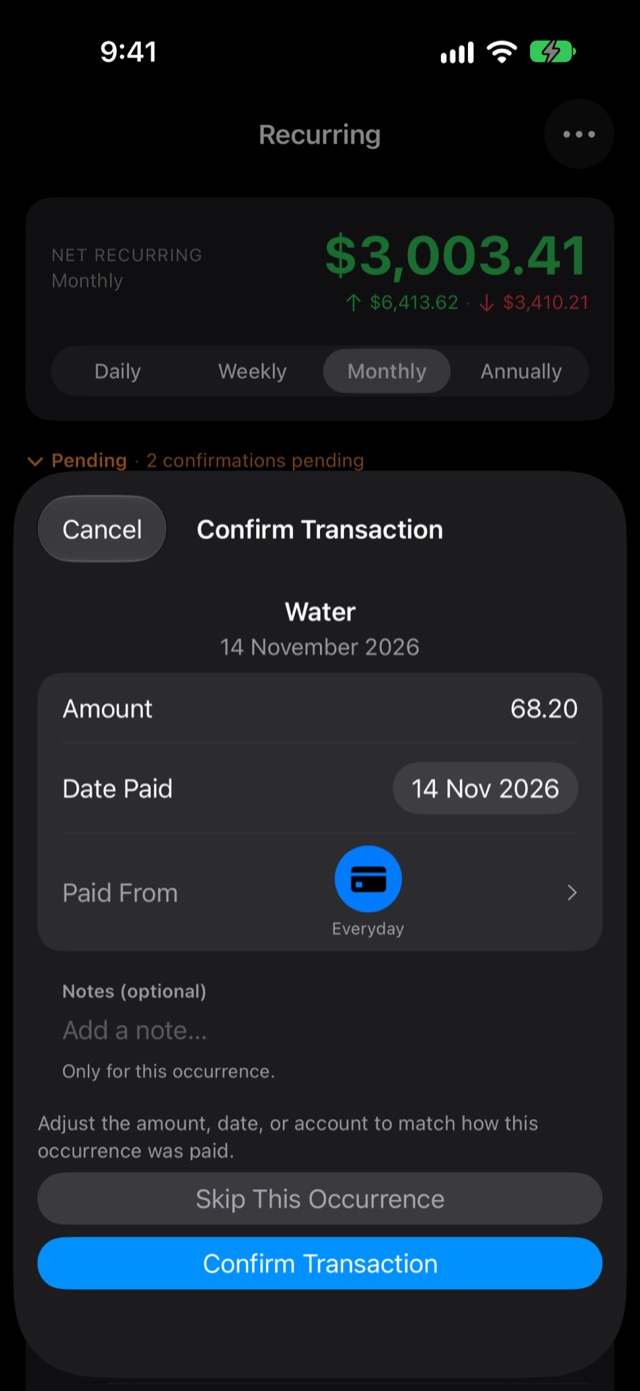 9:41
Recurring
NET RECURRING
Monthly
$3,003.41
↑ $6,413.62 · ↓ $3,410.21
Daily Weekly Monthly Annually
Pending · 2 confirmations pending
Cancel Confirm Transaction
Water
14 November 2026
Amount 68.20
Date Paid 14 Nov 2026
Paid From
Everyday
Notes (optional)
Add a note...
Only for this occurrence.
Adjust the amount, date, or account to match how this
occurrence was paid.
Skip This Occurrence
Confirm Transaction